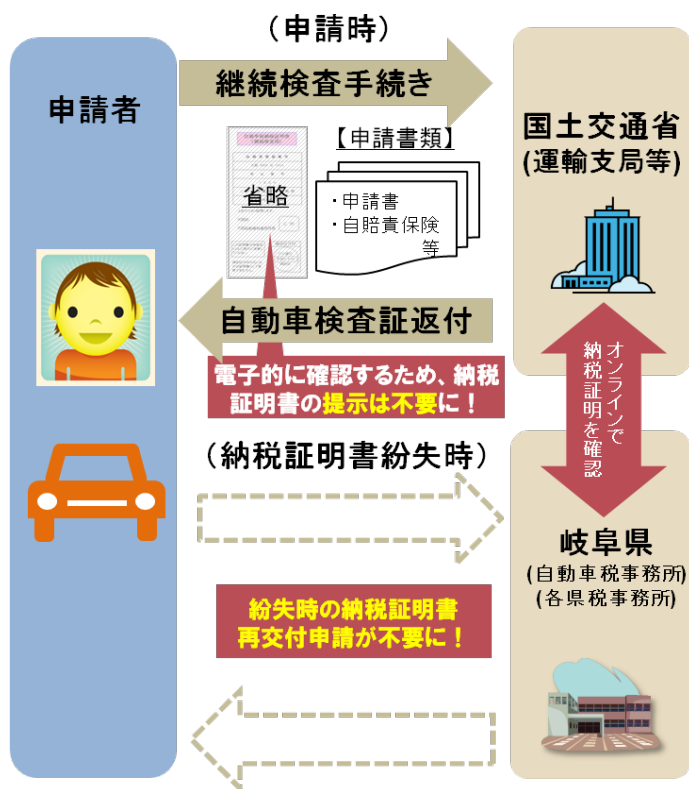 （申請時）
継続検査手続き
申請者
国土交通省
(運輸支局等)
【申請書類】
省略
・申請書
・自賠責保険
等
自動車検査証返付
電子的に確認するため、納税
証明書の提示は不要に！
オンラインで
納税証明を確認
（納税証明書紛失時）
岐阜県
(自動車税事務所)
(各県税事務所)
紛失時の納税証明書
再交付申請が不要に！